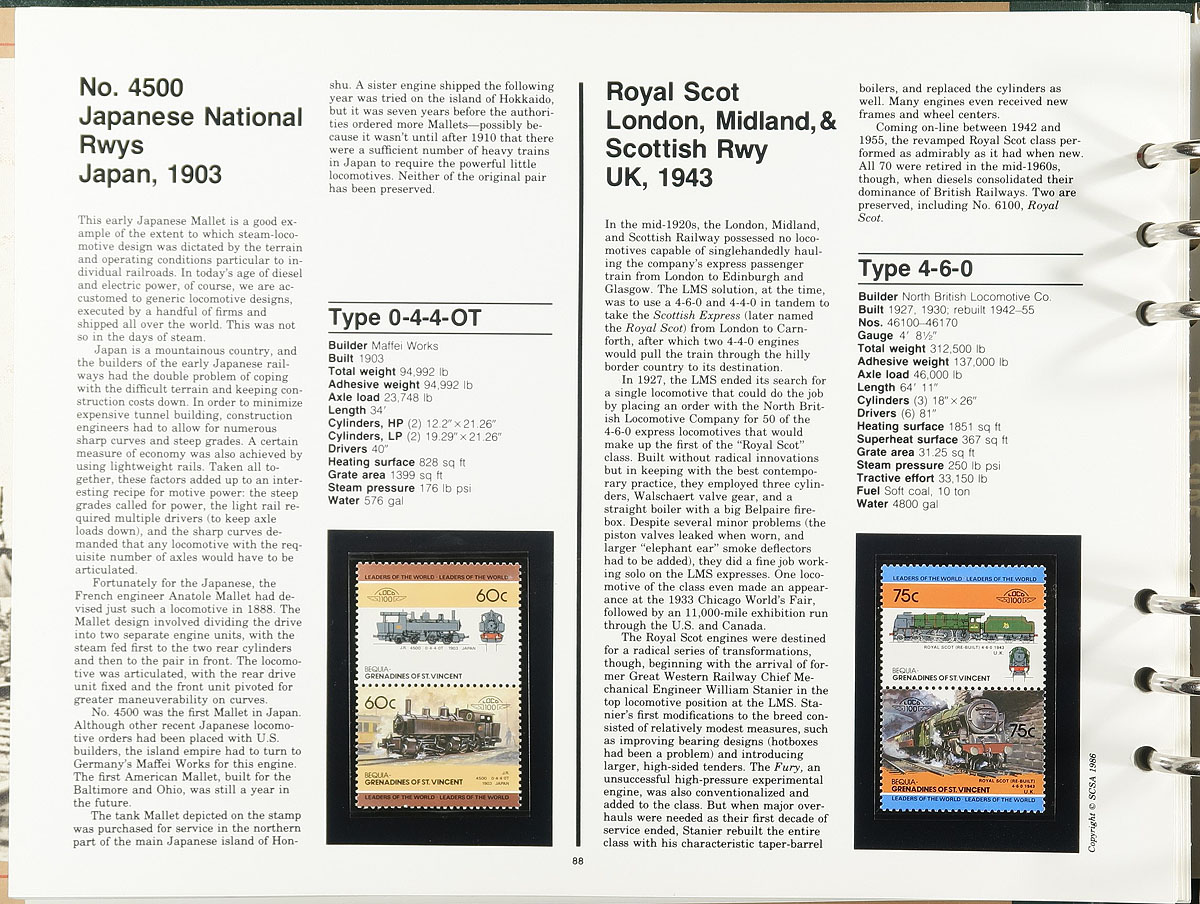 No. 4500
Japanese National
Rwys
Japan, 1903
This early Japanese Mallet is a good ex-
ample of the extent to which steam-loco-
motive design was dictated by the terrain
and operating conditions particular to in-
dividual railroads. In today's age of diesel
and electric power, of course, we are ac-
customed to generic locomotive designs,
executed by a handful of firms and
shipped all over the world. This was not
so in the days of steam.
Japan is a mountainous country, and
the builders of the early Japanese rail-
ways had the double problem of coping
with the difficult terrain and keeping con-
struction costs down. In order to minimize
expensive tunnel building, construction
engineers had to allow for numerous
sharp curves and steep grades. A certain
measure of economy was also achieved by
using lightweight rails. Taken all to-
gether, these factors added up to an inter-
esting recipe for motive power: the steep
grades called for power, the light rail re-
quired multiple drivers (to keep axle
loads down), and the sharp curves de-
manded that any locomotive with the req-
uisite number of axles would have to be
articulated.
Fortunately for the Japanese, the
French engineer Anatole Mallet had de-
vised just such a locomotive in 1888. The
Mallet design involved dividing the drive
into two separate engine units, with the
steam fed first to the two rear cylinders
and then to the pair in front. The locomo-
tive was articulated, with the rear drive
unit fixed and the front unit pivoted for
greater maneuverability on curves.
No. 4500 was the first Mallet in Japan.
Although other recent Japanese locomo-
tive orders had been placed with U.S.
builders, the island empire had to turn to
Germany's Maffei Works for this engine.
The first American Mallet, built for the
Baltimore and Ohio, was still a year in
the future.
The tank Mallet depicted on the stamp
was purchased for service in the northern
part of the main Japanese island of Hon-
shu. A sister engine shipped the following
year was tried on the island of Hokkaido,
but it was seven years before the authori-
ties ordered more Mallets—possibly be-
cause it wasn't until after 1910 that there
were a sufficient number of heavy trains
in Japan to require the powerful little
locomotives. Neither of the original pair
has been preserved.
Type 0-4-4-OT
Builder Maffei Works
Built 1903
Total weight 94,992 lb
Adhesive weight 94,992 lb
Axle load 23,748 lb
Length 34'
Cylinders, HP (2) 12.2" × 21.26"
Cylinders, LP (2) 19.29" × 21.26"
Drivers 40"
Heating surface 828 sq ft
Grate area 1399 sq ft
Steam pressure 176 lb psi
Water 576 gal
LEADERS OF THE WORLD · LEADERS OF THE WORLD
60c
LOCO
100
J.R. 4500 0-4-4-0T 1903 JAPAN
BEQUIA-
GRENADINES OF ST. VINCENT
60c
LOCO
100
BEQUIA-
GRENADINES OF ST. VINCENT
J.R.
4500 0-4-4-0T
1903 JAPAN
LEADERS OF THE WORLD · LEADERS OF THE WORLD
Royal Scot
London, Midland, &
Scottish Rwy
UK, 1943
In the mid-1920s, the London, Midland,
and Scottish Railway possessed no loco-
motives capable of singlehandedly haul-
ing the company's express passenger
train from London to Edinburgh and
Glasgow. The LMS solution, at the time,
was to use a 4-6-0 and 4-4-0 in tandem to
take the Scottish Express (later named
the Royal Scot) from London to Carn-
forth, after which two 4-4-0 engines
would pull the train through the hilly
border country to its destination.
In 1927, the LMS ended its search for
a single locomotive that could do the job
by placing an order with the North Brit-
ish Locomotive Company for 50 of the
4-6-0 express locomotives that would
make up the first of the "Royal Scot"
class. Built without radical innovations
but in keeping with the best contempo-
rary practice, they employed three cylin-
ders, Walschaert valve gear, and a
straight boiler with a big Belpaire fire-
box. Despite several minor problems (the
piston valves leaked when worn, and
larger "elephant ear" smoke deflectors
had to be added), they did a fine job work-
ing solo on the LMS expresses. One loco-
motive of the class even made an appear-
ance at the 1933 Chicago World's Fair,
followed by an 11,000-mile exhibition run
through the U.S. and Canada.
The Royal Scot engines were destined
for a radical series of transformations,
though, beginning with the arrival of for-
mer Great Western Railway Chief Me-
chanical Engineer William Stanier in the
top locomotive position at the LMS. Sta-
nier's first modifications to the breed con-
sisted of relatively modest measures, such
as improving bearing designs (hotboxes
had been a problem) and introducing
larger, high-sided tenders. The Fury, an
unsuccessful high-pressure experimental
engine, was also conventionalized and
added to the class. But when major over-
hauls were needed as their first decade of
service ended, Stanier rebuilt the entire
class with his characteristic taper-barrel
boilers, and replaced the cylinders as
well. Many engines even received new
frames and wheel centers.
Coming on-line between 1942 and
1955, the revamped Royal Scot class per-
formed as admirably as it had when new.
All 70 were retired in the mid-1960s,
though, when diesels consolidated their
dominance of British Railways. Two are
preserved, including No. 6100, Royal
Scot.
Type 4-6-0
Builder North British Locomotive Co.
Built 1927, 1930; rebuilt 1942–55
Nos. 46100–46170
Gauge 4' 8½"
Total weight 312,500 lb
Adhesive weight 137,000 lb
Axle load 46,000 lb
Length 64' 11"
Cylinders (3) 18" × 26"
Drivers (6) 81"
Heating surface 1851 sq ft
Superheat surface 367 sq ft
Grate area 31.25 sq ft
Steam pressure 250 lb psi
Tractive effort 33,150 lb
Fuel Soft coal, 10 ton
Water 4800 gal
LEADERS OF THE WORLD · LEADERS OF THE WORLD
75c
LOCO
100
ROYAL SCOT (RE-BUILT) 4-6-0 1943
U.K.
BEQUIA-
GRENADINES OF ST. VINCENT
LOCO
100
75c
BEQUIA-
GRENADINES OF ST. VINCENT
ROYAL SCOT (RE-BUILT)
4-6-0 1943
U.K.
LEADERS OF THE WORLD · LEADERS OF THE WORLD
Copyright © SCSA 1986
88